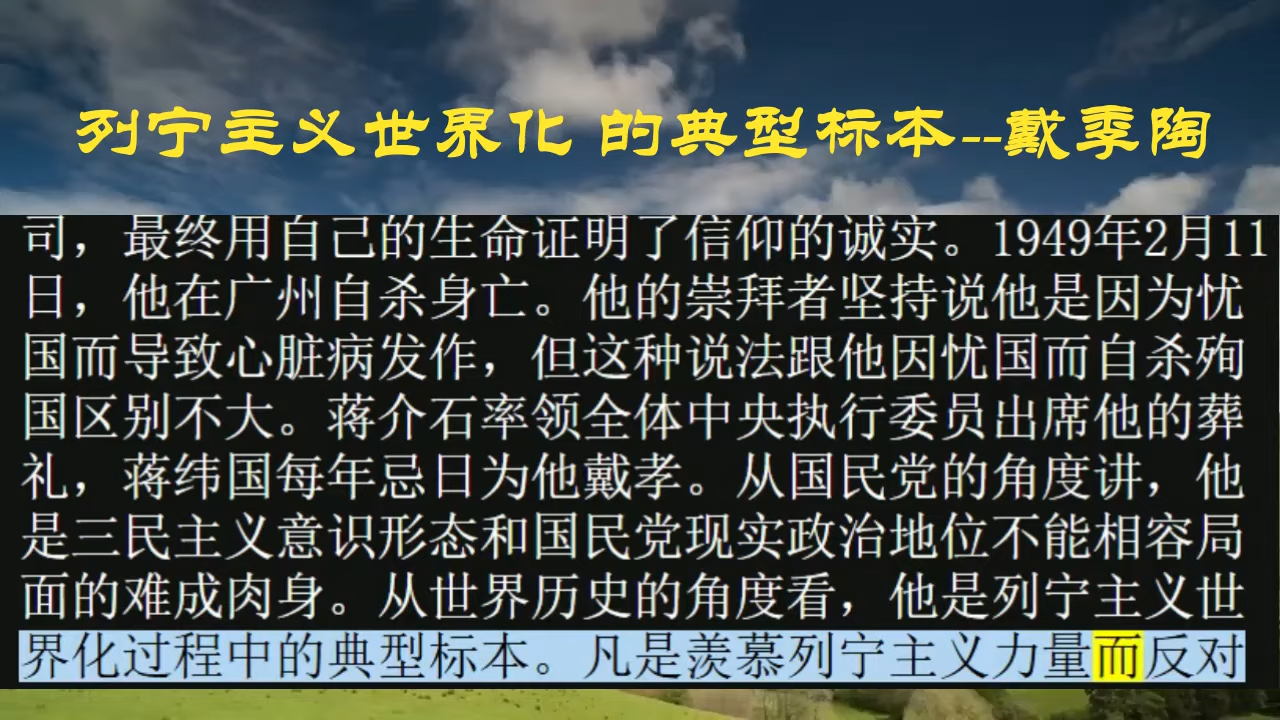 列宁主义世界化 的典型标本--戴季陶
司，最终用自己的生命证明了信仰的诚实。1949年2月11
日，他在广州自杀身亡。他的崇拜者坚持说他是因为忧
国而导致心脏病发作，但这种说法跟他因忧国而自杀殉
国区别不大。蒋介石率领全体中央执行委员出席他的葬
礼，蒋纬国每年忌日为他戴孝。从国民党的角度讲，他
是三民主义意识形态和国民党现实政治地位不能相容局
面的难成肉身。从世界历史的角度看，他是列宁主义世
界化过程中的典型标本。凡是羡慕列宁主义力量而反对